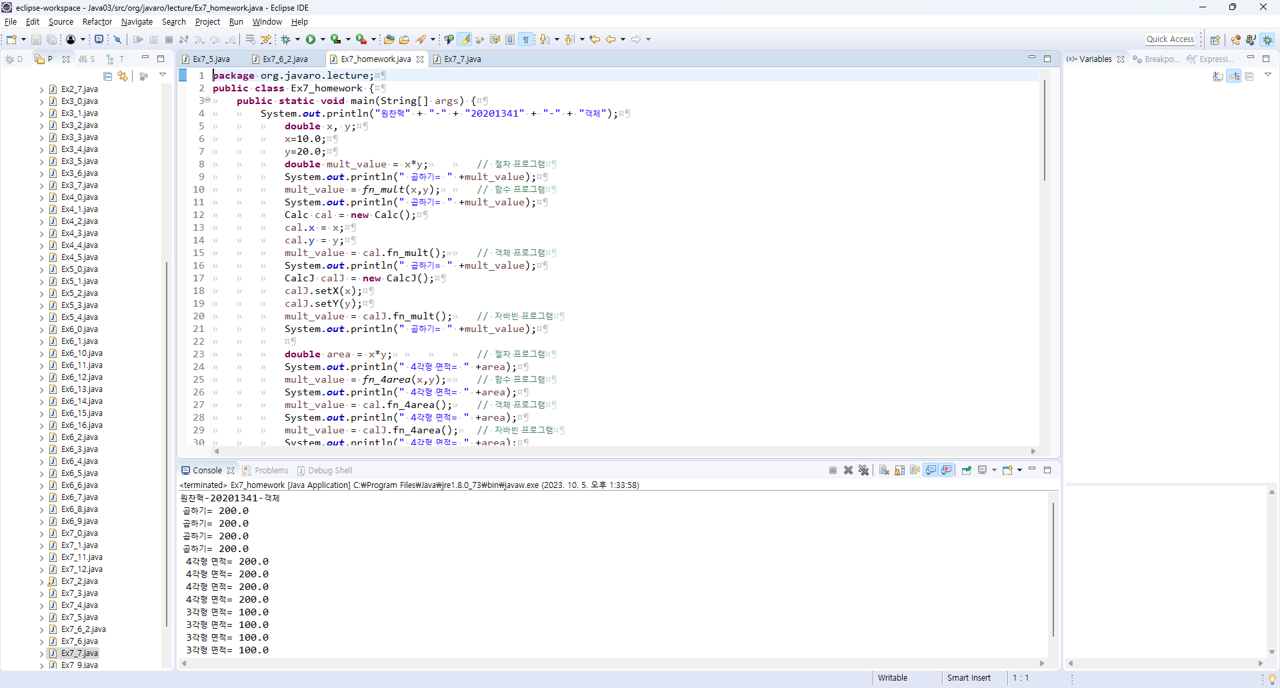 eclipse-workspace - Java03/src/org/javaro/lecture/Ex7_homework.java - Eclipse IDE
File Edit Source Refactor Navigate Search Project Run Window Help
Quick Access
D P S T
Ex7_5.java Ex7_6_2.java Ex7_homework.java Ex7_7.java
Variables Breakpo... Expressi...
Ex2_7.java
Ex3_0.java
Ex3_1.java
Ex3_2.java
Ex3_3.java
Ex3_4.java
Ex3_5.java
Ex3_6.java
Ex3_7.java
Ex4_0.java
Ex4_1.java
Ex4_2.java
Ex4_3.java
Ex4_4.java
Ex4_5.java
Ex5_0.java
Ex5_1.java
Ex5_2.java
Ex5_3.java
Ex5_4.java
Ex6_0.java
Ex6_1.java
Ex6_10.java
Ex6_11.java
Ex6_12.java
Ex6_13.java
Ex6_14.java
Ex6_15.java
Ex6_16.java
Ex6_2.java
Ex6_3.java
Ex6_4.java
Ex6_5.java
Ex6_6.java
Ex6_7.java
Ex6_8.java
Ex6_9.java
Ex7_0.java
Ex7_1.java
Ex7_11.java
Ex7_12.java
Ex7_2.java
Ex7_3.java
Ex7_4.java
Ex7_5.java
Ex7_6_2.java
Ex7_6.java
Ex7_7.java
Ex7_9.java
1 package org.javaro.lecture;
2 public class Ex7_homework {
3 public static void main(String[] args) {
4 System.out.println("원찬혁" + "-" + "20201341" + "-" + "객체");
5 double x, y;
6 x=10.0;
7 y=20.0;
8 double mult_value = x*y; // 절차 프로그램
9 System.out.println(" 곱하기= " +mult_value);
10 mult_value = fn_mult(x,y); // 함수 프로그램
11 System.out.println(" 곱하기= " +mult_value);
12 Calc cal = new Calc();
13 cal.x = x;
14 cal.y = y;
15 mult_value = cal.fn_mult(); // 객체 프로그램
16 System.out.println(" 곱하기= " +mult_value);
17 CalcJ calJ = new CalcJ();
18 calJ.setX(x);
19 calJ.setY(y);
20 mult_value = calJ.fn_mult(); // 자바빈 프로그램
21 System.out.println(" 곱하기= " +mult_value);
22
23 double area = x*y; // 절차 프로그램
24 System.out.println(" 4각형 면적= " +area);
25 mult_value = fn_4area(x,y); // 함수 프로그램
26 System.out.println(" 4각형 면적= " +area);
27 mult_value = cal.fn_4area(); // 객체 프로그램
28 System.out.println(" 4각형 면적= " +area);
29 mult_value = calJ.fn_4area(); // 자바빈 프로그램
30 System.out.println(" 4각형 면적= " +area);
Console Problems Debug Shell
<terminated> Ex7_homework [Java Application] C:₩Program Files₩Java₩jre1.8.0_73₩bin₩javaw.exe (2023. 10. 5. 오후 1:33:58)
원찬혁-20201341-객체
곱하기= 200.0
곱하기= 200.0
곱하기= 200.0
곱하기= 200.0
4각형 면적= 200.0
4각형 면적= 200.0
4각형 면적= 200.0
4각형 면적= 200.0
3각형 면적= 100.0
3각형 면적= 100.0
3각형 면적= 100.0
3각형 면적= 100.0
Writable Smart Insert 1 : 1